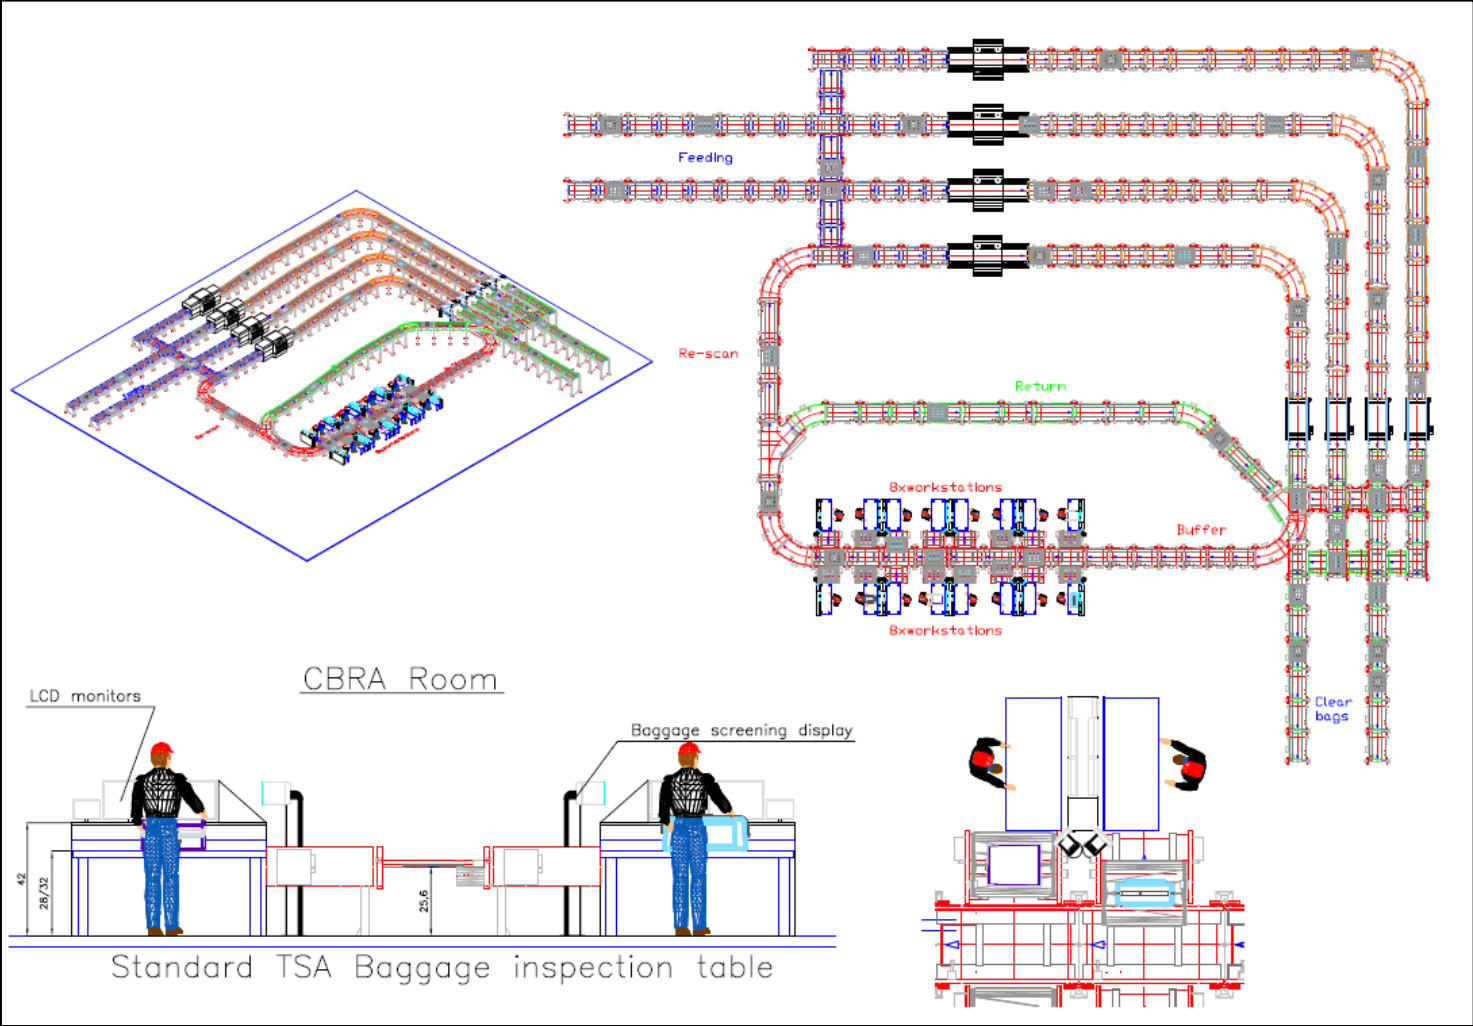 Feeding
Re-scan
Return
8xworkstations
Buffer
8xworkstations
Clear
bags
CBRA Room
LCD monitors
Baggage screening display
42
28/32
25,6
Standard TSA Baggage inspection table